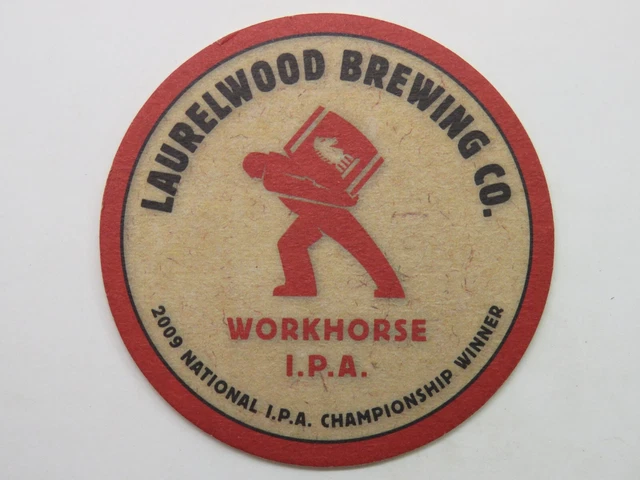 LAURELWOOD BREWING CO.
WORKHORSE
I.P.A.
2009 NATIONAL I.P.A. CHAMPIONSHIP WINNER